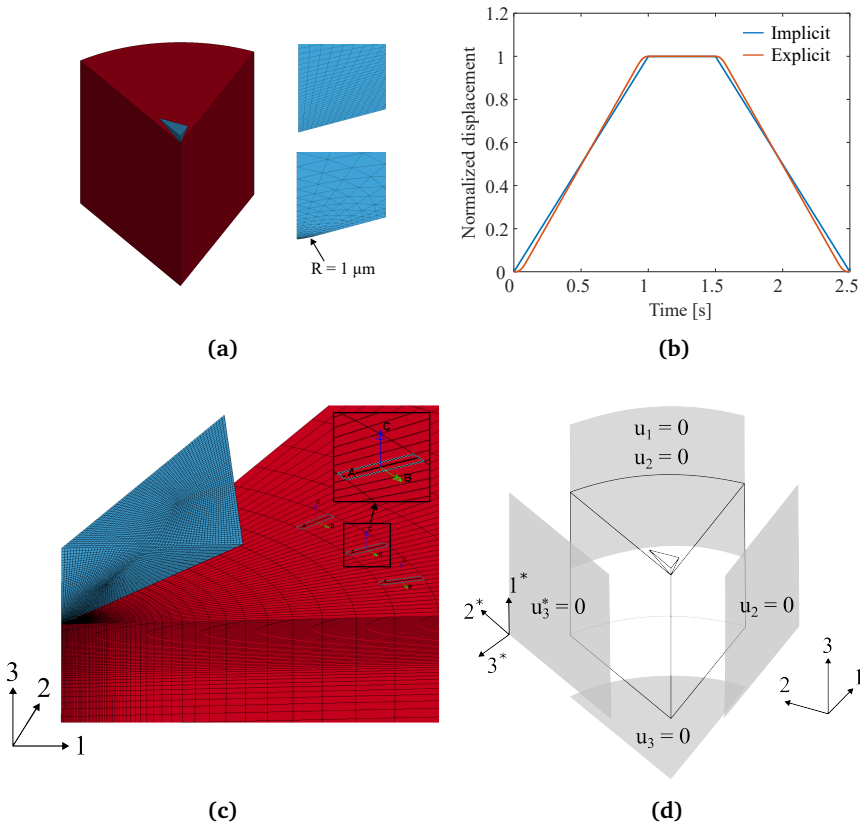 R = 1 μm
(a)
Normalized displacement
1.2
1
0.8
0.6
0.4
0.2
0
0
0.5
1
1.5
2
2.5
Time [s]
Implicit
Explicit
(b)
C
A
B
3
2
1
(c)
u₁ = 0
u₂ = 0
u₃* = 0
u₂ = 0
u₃ = 0
1*
2*
3*
3
2
1
(d)